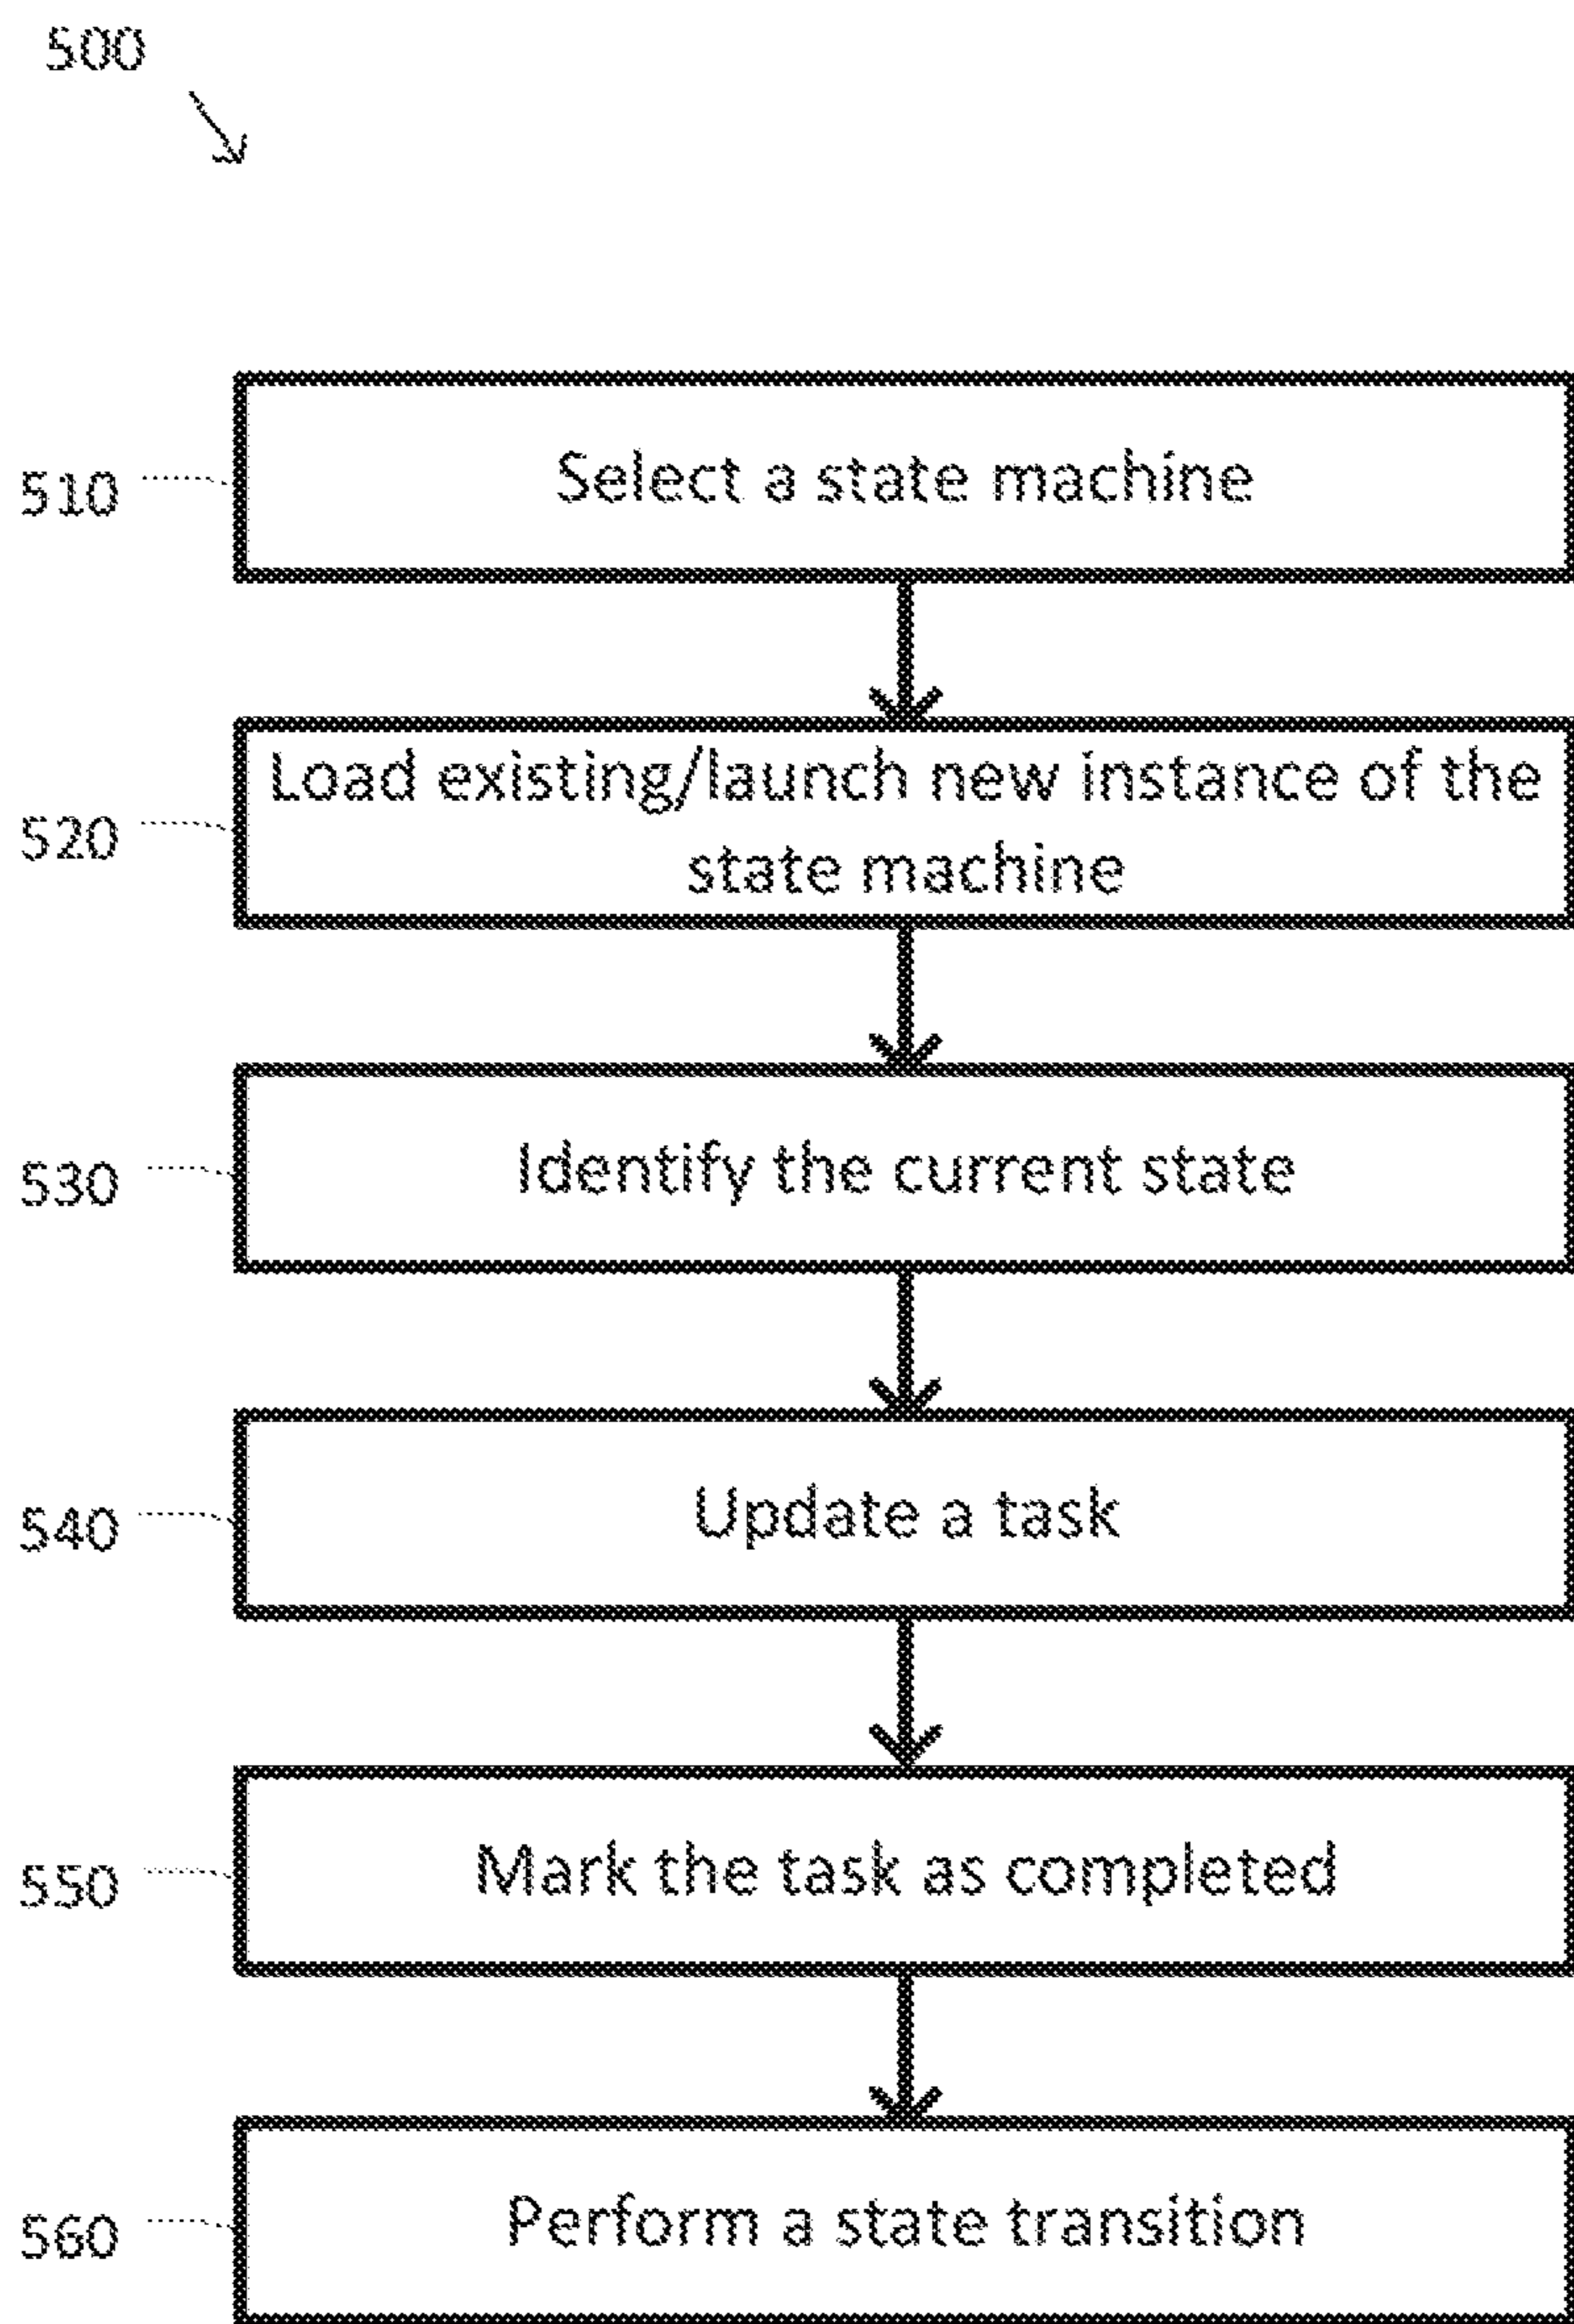 500
510
Select a state machine
520
Load existing/launch new instance of the
state machine
530
Identify the current state
540
Update a task
550
Mark the task as completed
560
Perform a state transition